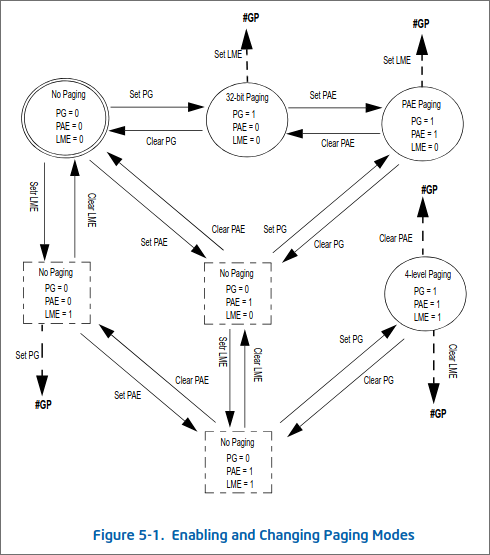 #GP
#GP
Set LME
Set LME
No Paging
PG = 0
PAE = 0
LME = 0
Set PG
Clear PG
32-bit Paging
PG = 1
PAE = 0
LME = 0
Set PAE
Clear PAE
PAE Paging
PG = 1
PAE = 1
LME = 0
Setr LME
Clear LME
Set PAE
Clear PAE
Set PG
Clear PG
#GP
Clear PAE
No Paging
PG = 0
PAE = 0
LME = 1
No Paging
PG = 0
PAE = 1
LME = 0
4-level Paging
PG = 1
PAE = 1
LME = 1
Set PG
#GP
Set PAE
Clear PAE
Setr LME
Clear LME
Set PG
Clear PG
Clear LME
#GP
No Paging
PG = 0
PAE = 1
LME = 1
Figure 5-1. Enabling and Changing Paging Modes